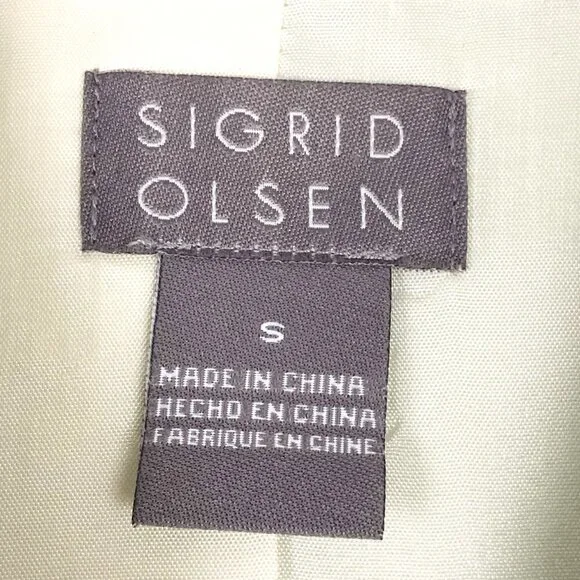 SIGRID
OLSEN
S
MADE IN CHINA
HECHO EN CHINA
FABRIQUE EN CHINE